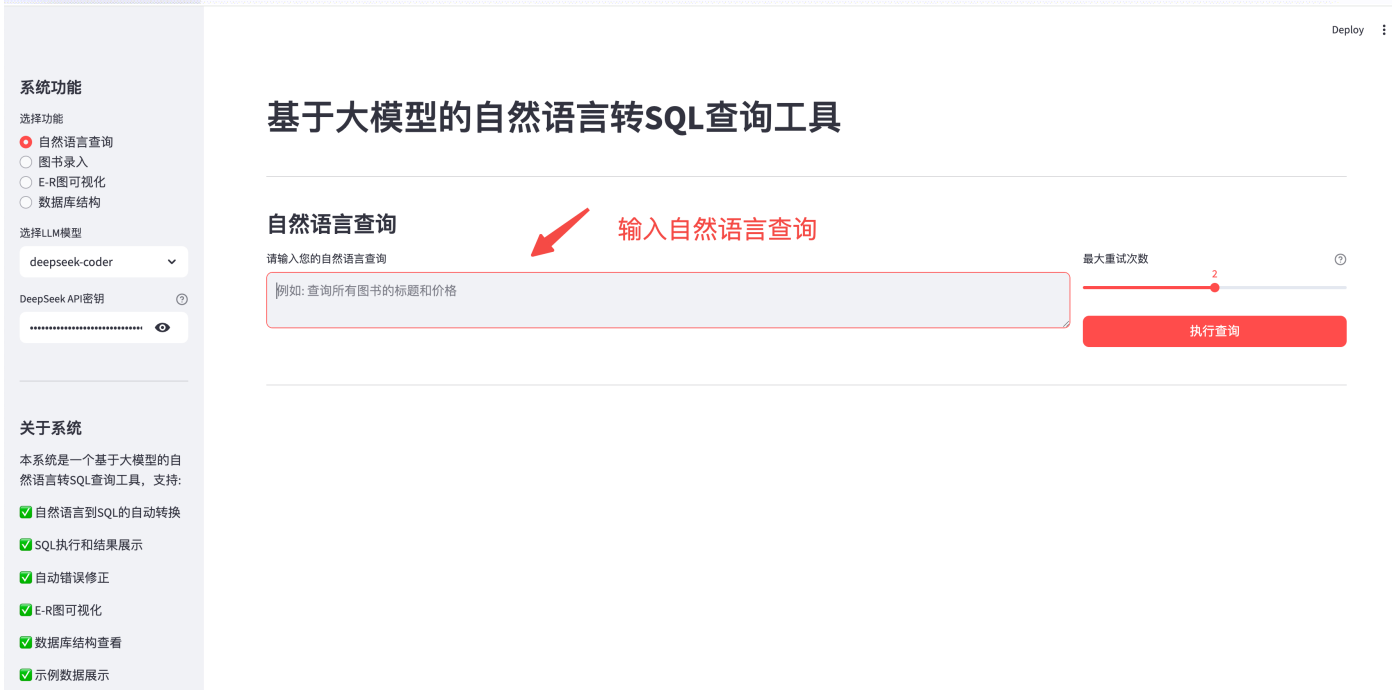 Deploy
系统功能
选择功能
自然语言查询
图书录入
E-R图可视化
数据库结构
选择LLM模型
deepseek-coder
DeepSeek API密钥
关于系统
本系统是一个基于大模型的自
然语言转SQL查询工具，支持:
✅ 自然语言到SQL的自动转换
✅ SQL执行和结果展示
✅ 自动错误修正
✅ E-R图可视化
✅ 数据库结构查看
✅ 示例数据展示
基于大模型的自然语言转SQL查询工具
自然语言查询
输入自然语言查询
请输入您的自然语言查询
例如: 查询所有图书的标题和价格
最大重试次数
2
执行查询